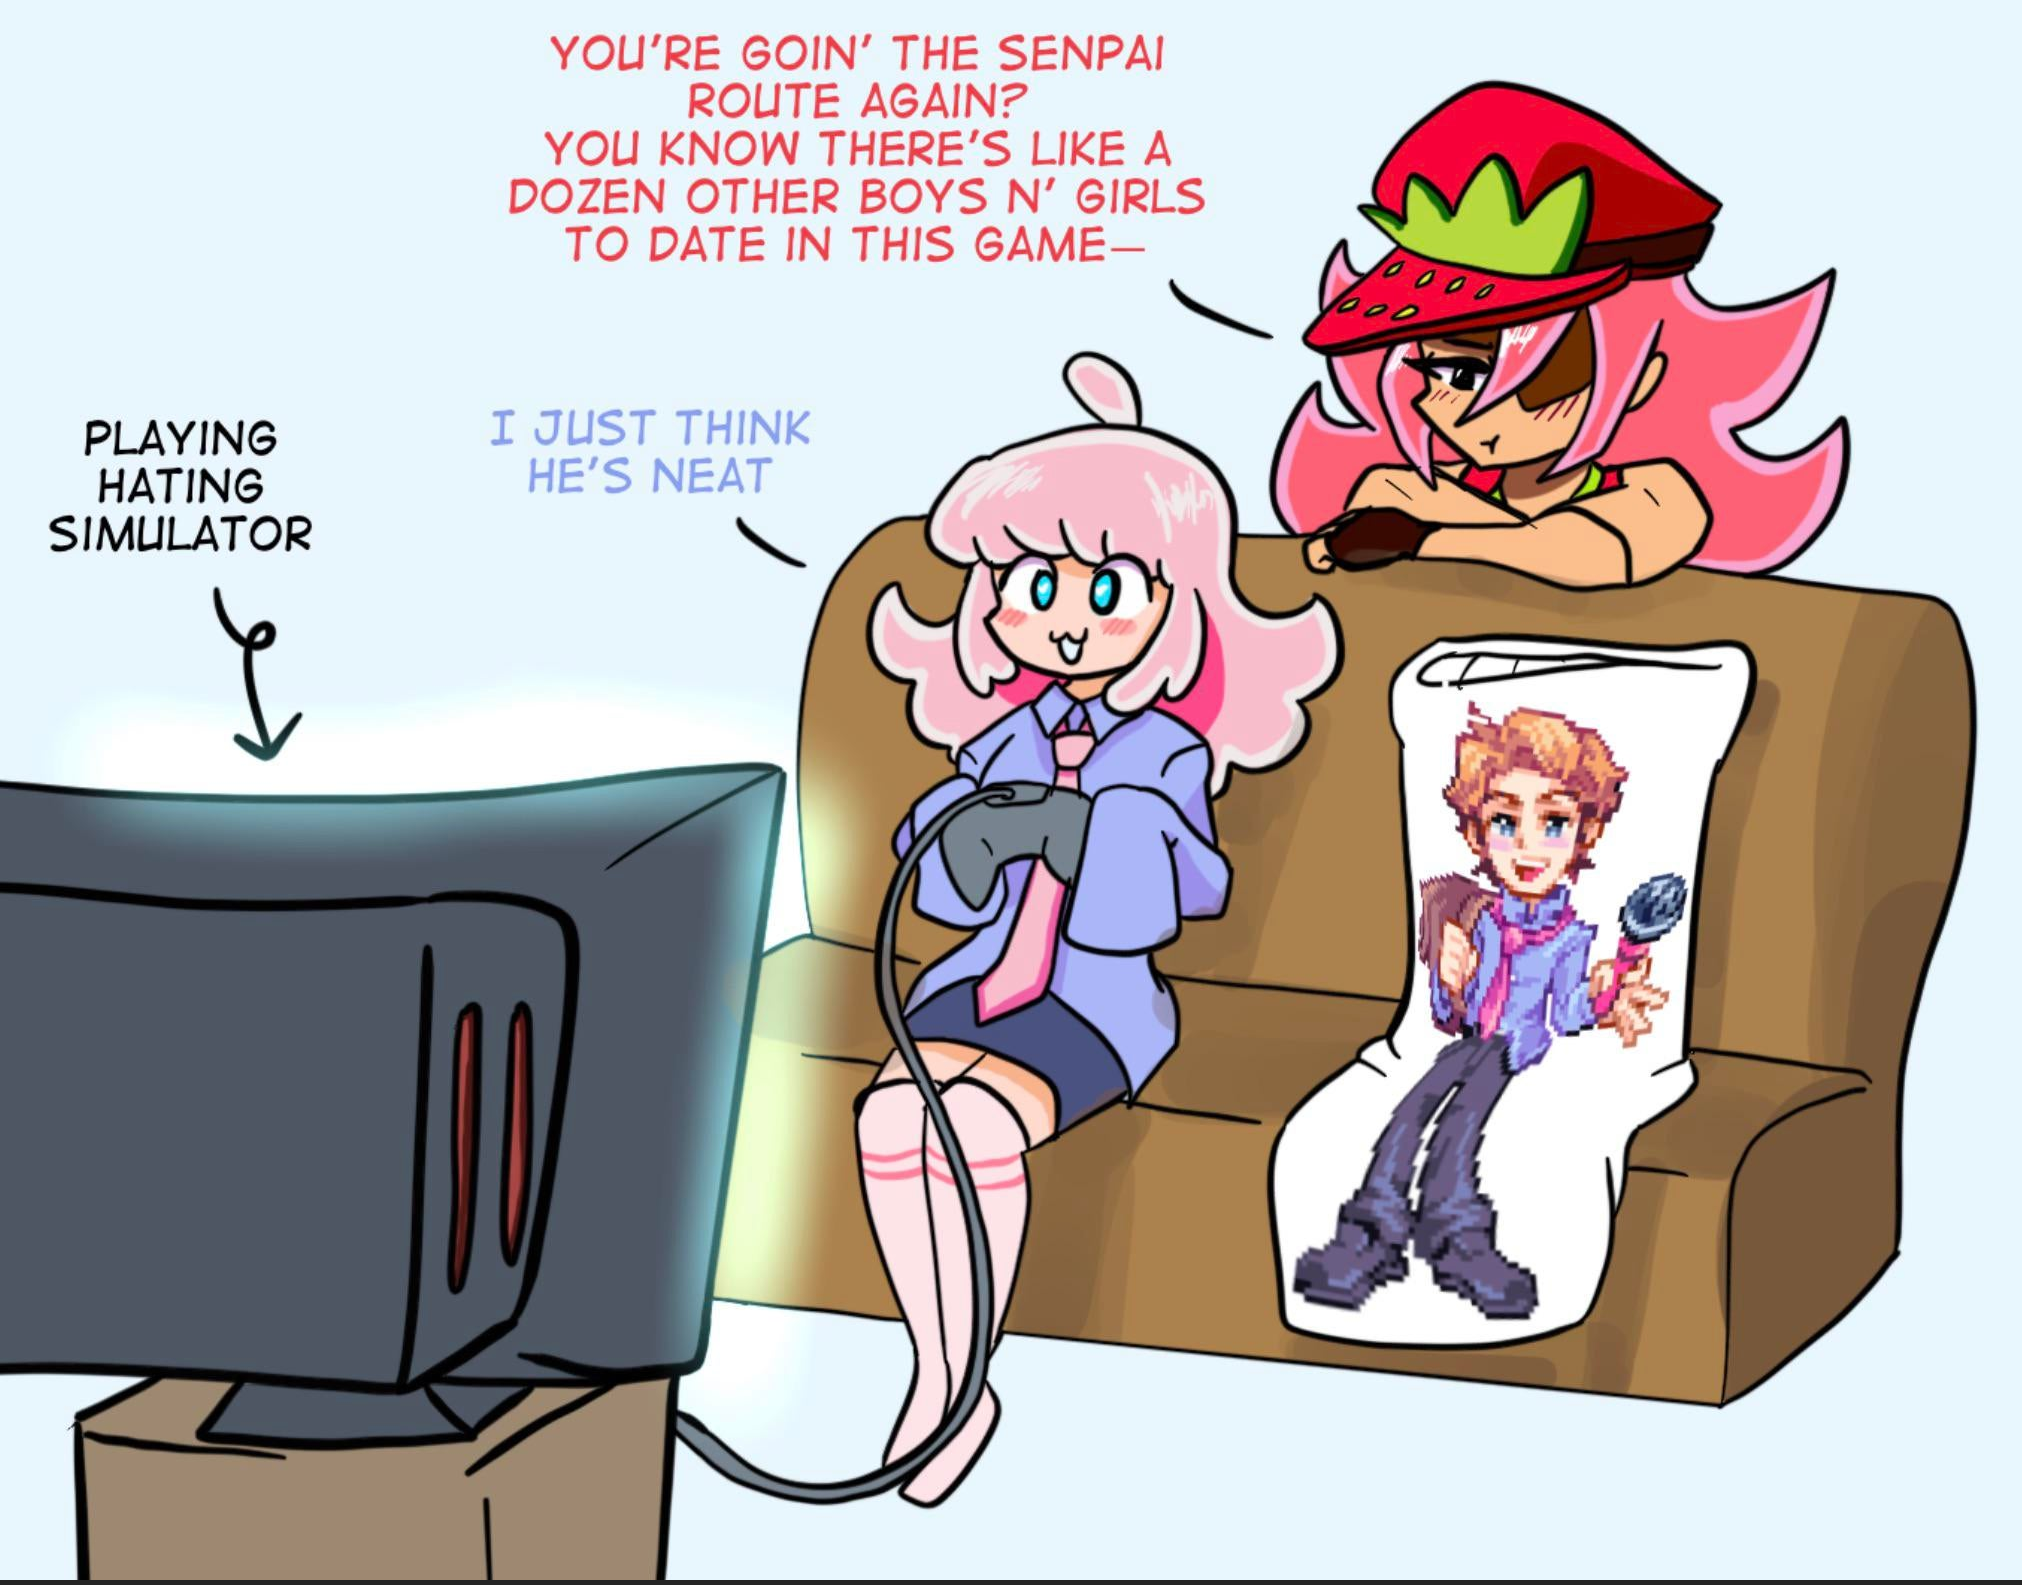 YOU'RE GOIN' THE SENPAI
ROUTE AGAIN?
YOU KNOW THERE'S LIKE A
DOZEN OTHER BOYS N' GIRLS
TO DATE IN THIS GAME—
I JUST THINK
HE'S NEAT
PLAYING
HATING
SIMULATOR